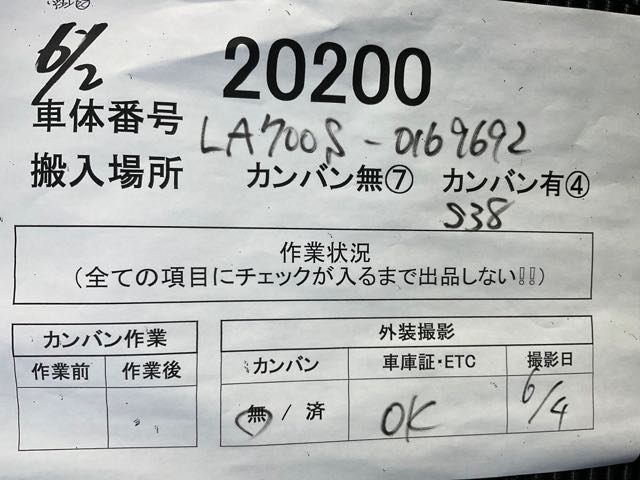 6/2
20200
車体番号 LA700S-0169692
搬入場所 カンバン無⑦ カンバン有④
S38
作業状況
(全ての項目にチェックが入るまで出品しない!!)
カンバン作業
作業前 作業後
外装撮影
カンバン 車庫証・ETC 撮影日
無 / 済 OK 6/4